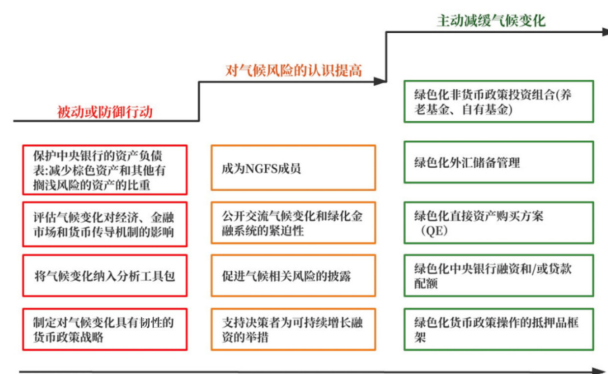 主动减缓气候变化
对气候风险的认识提高
被动或防御行动
保护中央银行的资产负债
表:减少棕色资产和其他有
搁浅风险的资产的比重
评估气候变化对经济、金融
市场和货币传导机制的影响
将气候变化纳入分析工具包
制定对气候变化具有韧性的
货币政策战略
成为NGFS成员
公开交流气候变化和绿化金
融系统的紧迫性
促进气候相关风险的披露
支持决策者为可持续增长融
资的举措
绿色化非货币政策投资组合(养
老基金、自有基金)
绿色化外汇储备管理
绿色化直接资产购买方案
（QE）
绿色化中央银行融资和/或贷款
配额
绿色化货币政策操作的抵押品框
架